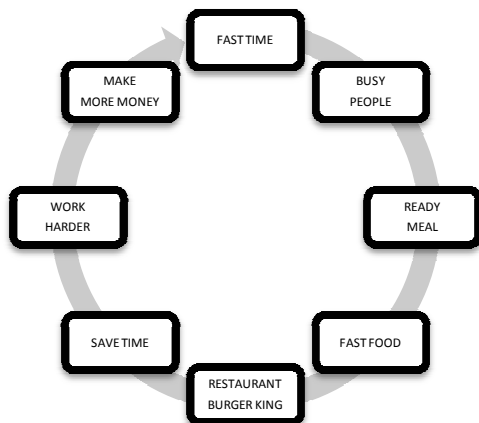 FAST TIME
BUSY
PEOPLE
READY
MEAL
FAST FOOD
RESTAURANT
BURGER KING
SAVE TIME
WORK
HARDER
MAKE
MORE MONEY